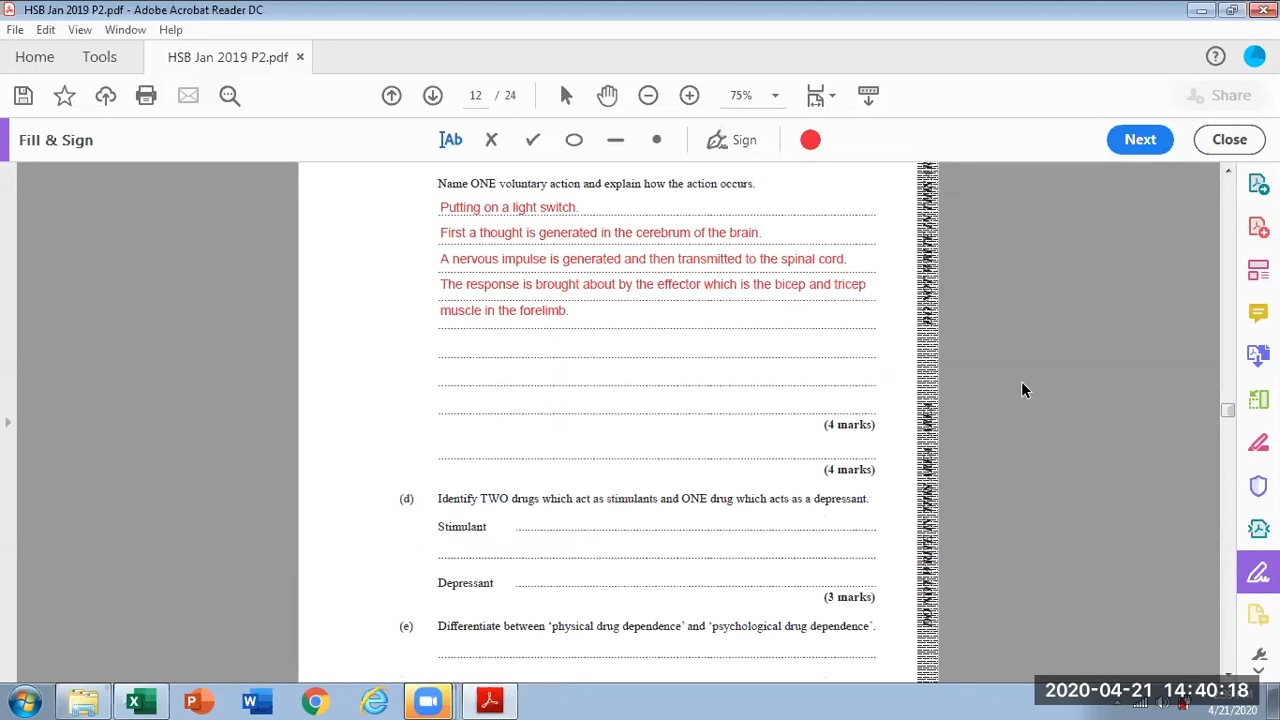 HSB Jan 2019 P2.pdf - Adobe Acrobat Reader DC
File Edit View Window Help
Home Tools HSB Jan 2019 P2.pdf ×
12 / 24 75% Share
Fill & Sign Ab Sign Next Close
Name ONE voluntary action and explain how the action occurs.
Putting on a light switch.
First a thought is generated in the cerebrum of the brain.
A nervous impulse is generated and then transmitted to the spinal cord.
The response is brought about by the effector which is the bicep and tricep
muscle in the forelimb.
(4 marks)
(4 marks)
(d) Identify TWO drugs which act as stimulants and ONE drug which acts as a depressant.
Stimulant
Depressant
(3 marks)
(e) Differentiate between 'physical drug dependence' and 'psychological drug dependence'.
2020-04-21 14:40:18
4/21/2020